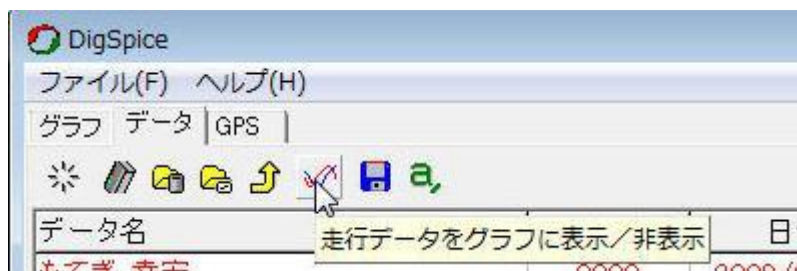 DigSpice
ファイル(F) ヘルプ(H)
グラフ データ GPS
a,
データ名 日
走行データをグラフに表示／非表示